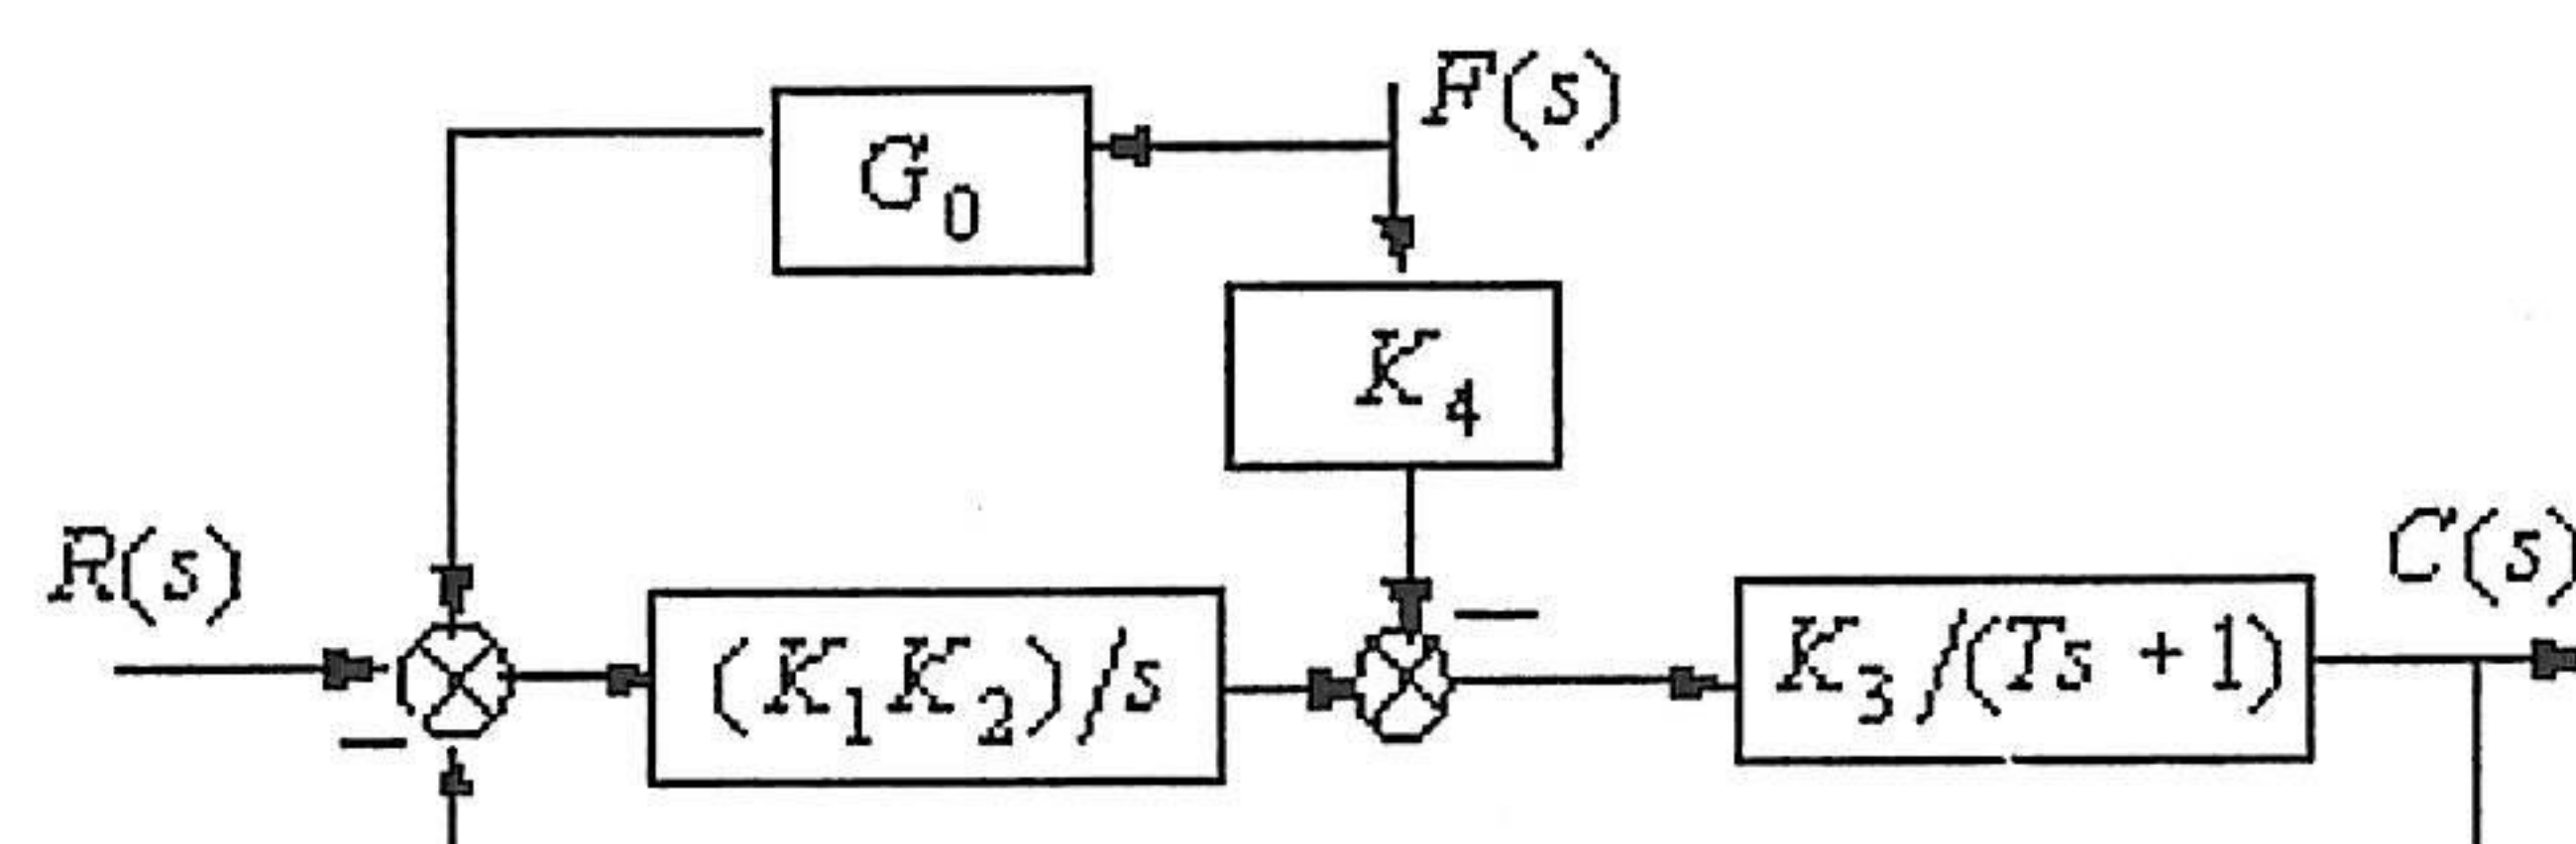 F(s)
G0
K4
R(s)
C(s)
(K1K2)/s
−
K3/(Ts + 1)
−